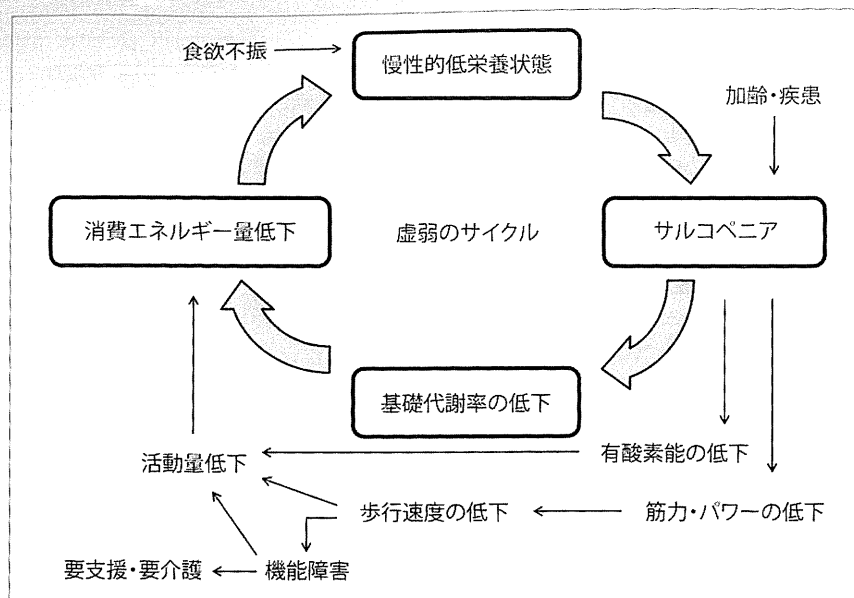 食欲不振
慢性的低栄養状態
加齢・疾患
消費エネルギー量低下
虚弱のサイクル
サルコペニア
基礎代謝率の低下
有酸素能の低下
活動量低下
歩行速度の低下
筋力・パワーの低下
要支援・要介護
機能障害